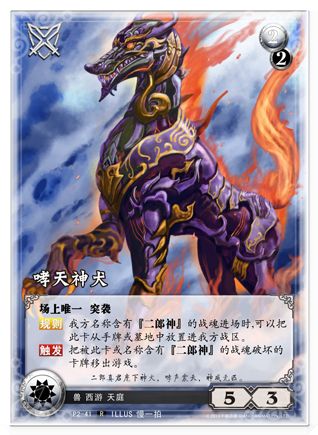 2
2
哮天神犬
场上唯一 突袭
规则 我方名称含有『二郎神』的战魂进场时,可以把
此卡从手牌或墓地中放置进我方战区。
触发 把被此卡或名称含有『二郎神』的战魂破坏的
卡牌移出游戏。
二郎真君麾下神犬,哮声震天,神威无匹。
兽 西游 天庭
5 × 3
P2-41 R ILLUS 慢一拍